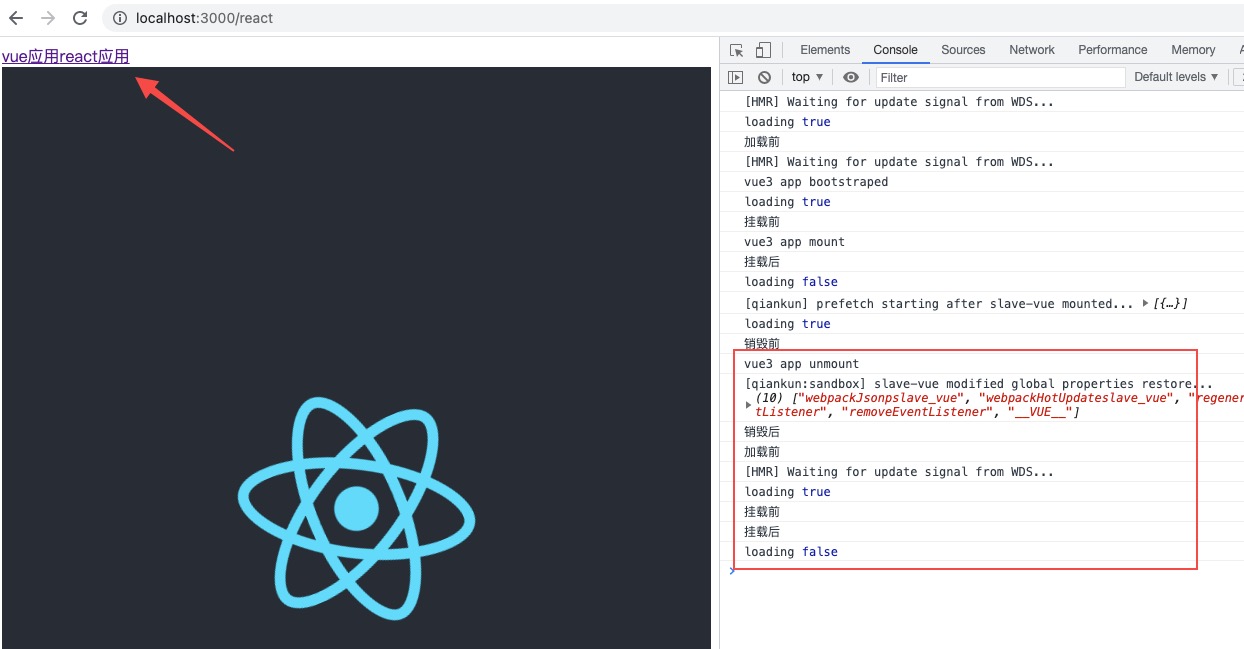 localhost:3000/react
vue应用react应用
Elements Console Sources Network Performance Memory
top Filter Default levels
[HMR] Waiting for update signal from WDS...
loading true
加载前
[HMR] Waiting for update signal from WDS...
vue3 app bootstraped
loading true
挂载前
vue3 app mount
挂载后
loading false
[qiankun] prefetch starting after slave-vue mounted... [{…}]
loading true
销毁前
vue3 app unmount
[qiankun:sandbox] slave-vue modified global properties restore...
(10) ["webpackJsonpslave_vue", "webpackHotUpdateslave_vue", "regener
tListener", "removeEventListener", "__VUE__"]
销毁后
加载前
[HMR] Waiting for update signal from WDS...
loading true
挂载前
挂载后
loading false